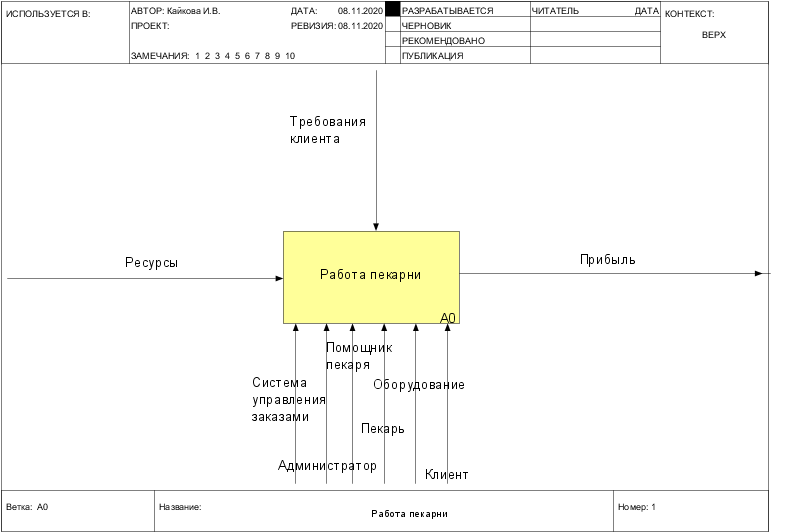 ИСПОЛЬЗУЕТСЯ В:
АВТОР: Кайкова И.В.
ДАТА: 08.11.2020
ПРОЕКТ:
РЕВИЗИЯ: 08.11.2020
ЗАМЕЧАНИЯ: 1 2 3 4 5 6 7 8 9 10
РАЗРАБАТЫВАЕТСЯ
ЧЕРНОВИК
РЕКОМЕНДОВАНО
ПУБЛИКАЦИЯ
ЧИТАТЕЛЬ
ДАТА
КОНТЕКСТ:
ВЕРХ
Требования
клиента
Ресурсы
Работа пекарни
A0
Прибыль
Помощник
пекаря
Система
управления
заказами
Оборудование
Пекарь
Администратор
Клиент
Ветка: A0
Название:
Работа пекарни
Номер: 1